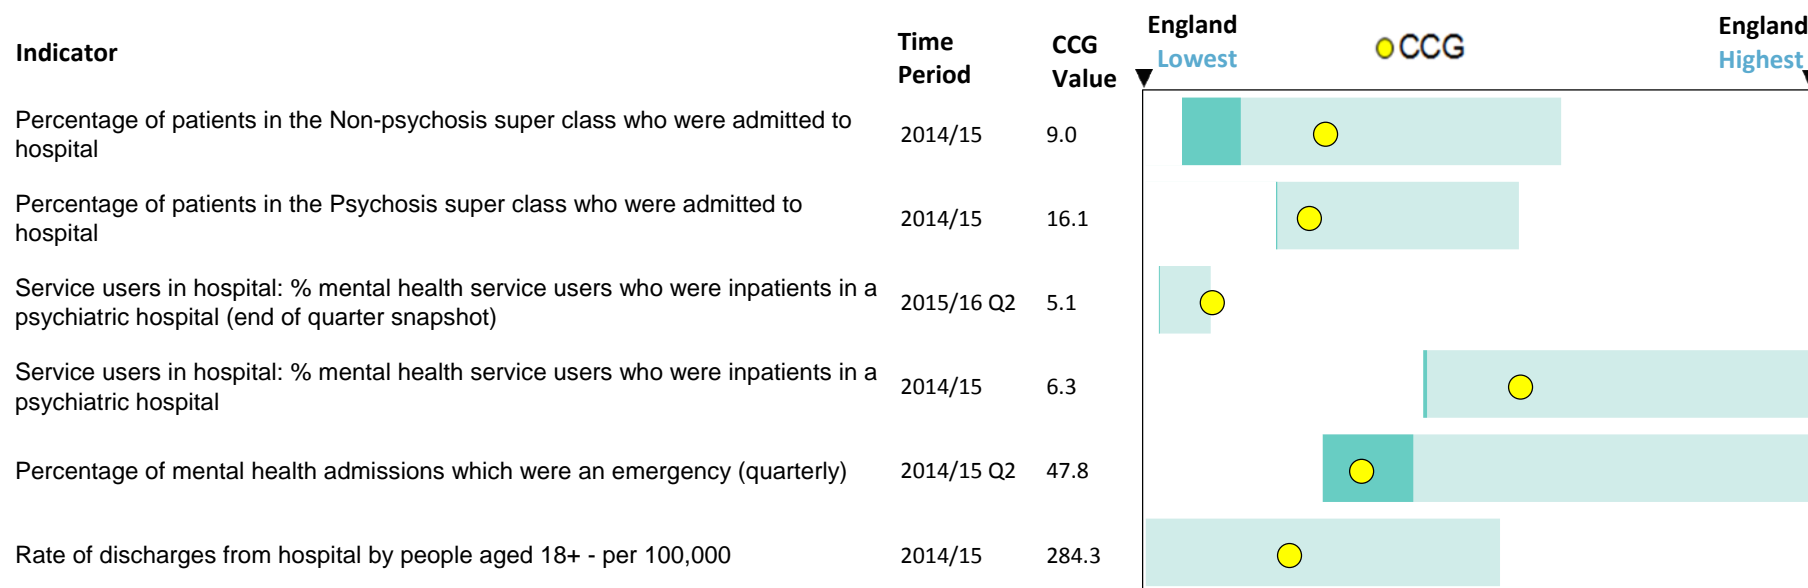 Indicator
Time
Period
CCG
Value
England
Lowest
CCG
England
Highest
Percentage of patients in the Non-psychosis super class who were admitted to
hospital
2014/15
9.0
Percentage of patients in the Psychosis super class who were admitted to
hospital
2014/15
16.1
Service users in hospital: % mental health service users who were inpatients in a
psychiatric hospital (end of quarter snapshot)
2015/16 Q2
5.1
Service users in hospital: % mental health service users who were inpatients in a
psychiatric hospital
2014/15
6.3
Percentage of mental health admissions which were an emergency (quarterly)
2014/15 Q2
47.8
Rate of discharges from hospital by people aged 18+ - per 100,000
2014/15
284.3